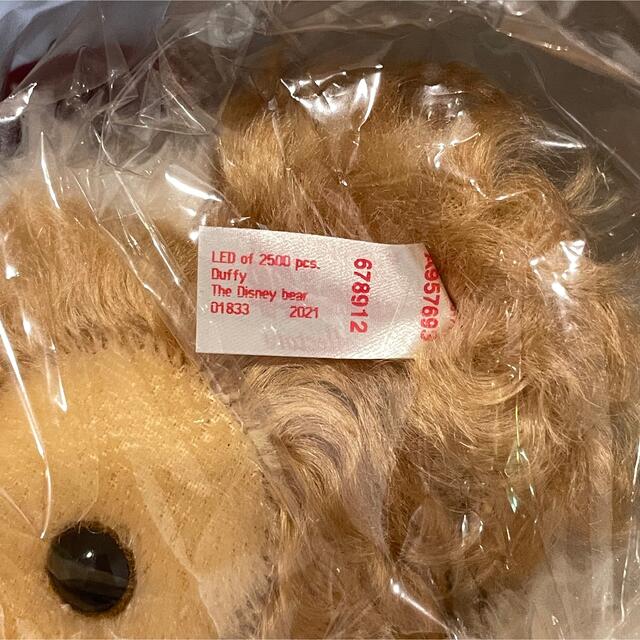 LED of 2500 pcs.
Duffy
The Disney bear
01833 2021
678912